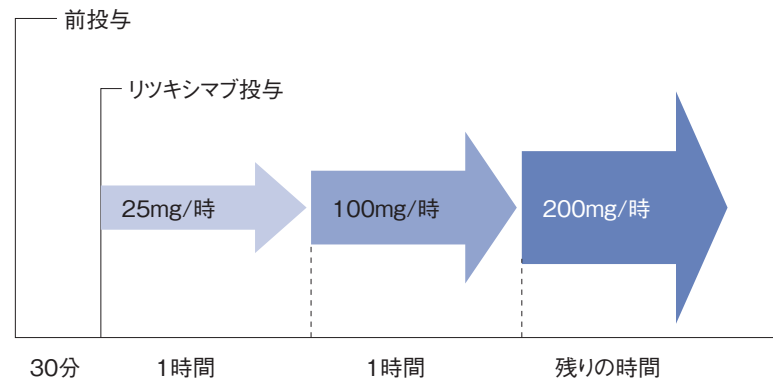 前投与
リツキシマブ投与
25mg/時
100mg/時
200mg/時
30分
1時間
1時間
残りの時間